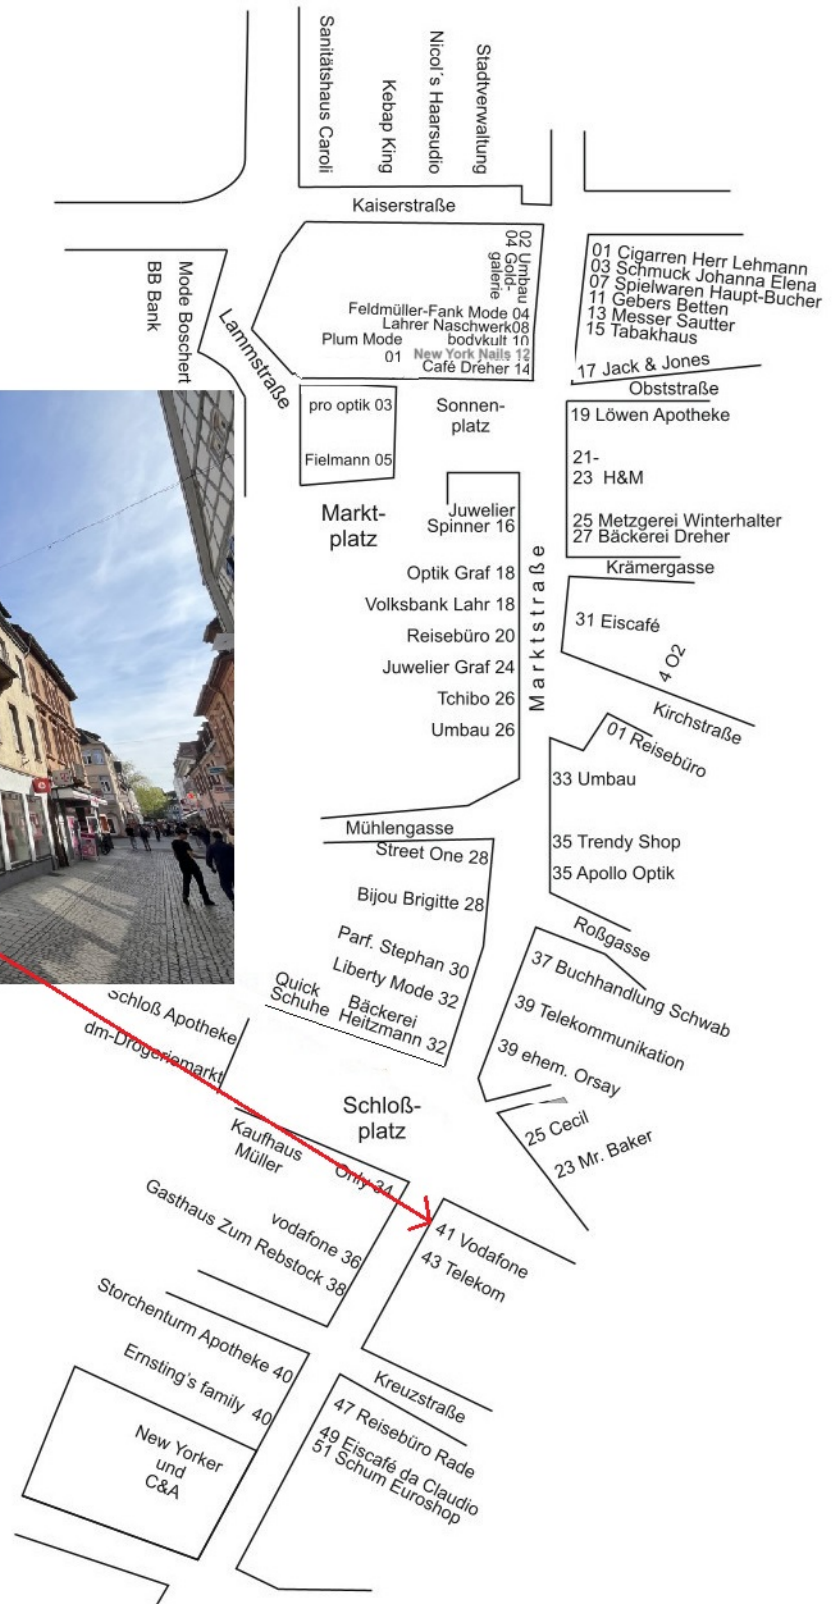 Sanitätshaus Caroli
Kebap King
Nicol´s Haarsudio
Stadtverwaltung
Kaiserstraße
BB Bank
Mode Boschert
Lammstraße
02 Umbau
04 Gold-
galerie
Feldmüller-Fank Mode 04
Lahrer Naschwerk08
Plum Mode
01
bodykult 10
New York Nails 12
Café Dreher 14
01 Cigarren Herr Lehmann
03 Schmuck Johanna Elena
07 Spielwaren Haupt-Bucher
11 Gebers Betten
13 Messer Sautter
15 Tabakhaus
17 Jack & Jones
Obststraße
pro optik 03
Fielmann 05
Sonnen-
platz
19 Löwen Apotheke
21-
23 H&M
25 Metzgerei Winterhalter
27 Bäckerei Dreher
Markt-
platz
Juwelier
Spinner 16
Optik Graf 18
Volksbank Lahr 18
Reisebüro 20
Juwelier Graf 24
Tchibo 26
Umbau 26
Marktstraße
Krämergasse
31 Eiscafé
4 O2
Kirchstraße
01 Reisebüro
33 Umbau
35 Trendy Shop
35 Apollo Optik
Mühlengasse
Street One 28
Bijou Brigitte 28
Parf. Stephan 30
Liberty Mode 32
Quick
Schuhe
Bäckerei
Heitzmann 32
Roßgasse
37 Buchhandlung Schwab
39 Telekommunikation
39 ehem. Orsay
Schloß Apotheke
dm-Drogeriemarkt
Schloß-
platz
25 Cecil
23 Mr. Baker
Kaufhaus
Müller
Only 34
vodafone 36
Gasthaus Zum Rebstock 38
41 Vodafone
43 Telekom
Storchenturm Apotheke 40
Ernsting's family 40
Kreuzstraße
New Yorker
und
C&A
47 Reisebüro Rade
49 Eiscafé da Claudio
51 Schum Euroshop